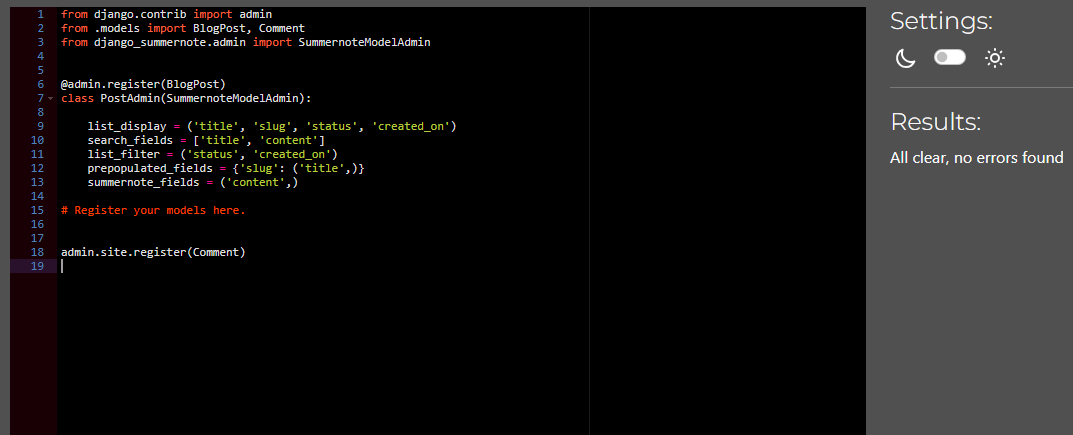 1 from django.contrib import admin
2 from .models import BlogPost, Comment
3 from django_summernote.admin import SummernoteModelAdmin
4
5
6 @admin.register(BlogPost)
7 class PostAdmin(SummernoteModelAdmin):
8
9     list_display = ('title', 'slug', 'status', 'created_on')
10     search_fields = ['title', 'content']
11     list_filter = ('status', 'created_on')
12     prepopulated_fields = {'slug': ('title',)}
13     summernote_fields = ('content',)
14
15 # Register your models here.
16
17
18 admin.site.register(Comment)
19
Settings:
Results:
All clear, no errors found